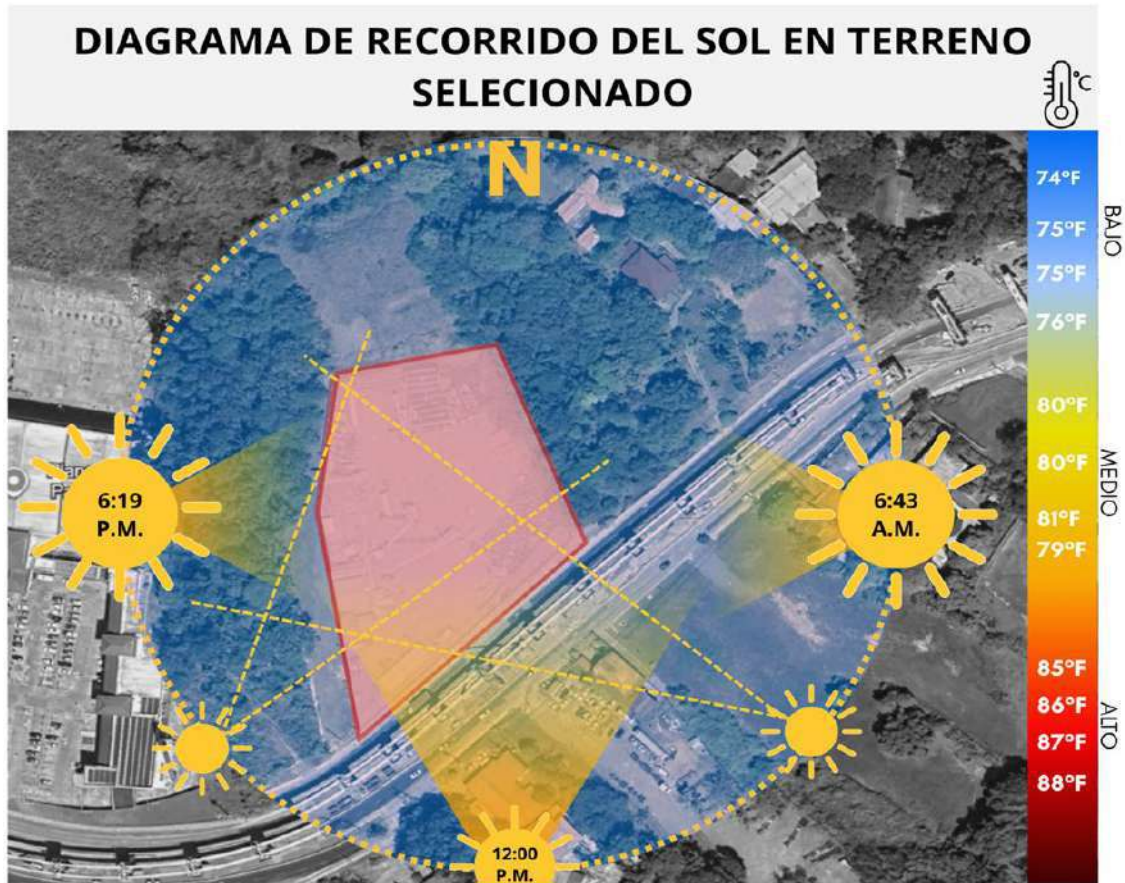 DIAGRAMA DE RECORRIDO DEL SOL EN TERRENO
SELECIONADO
°C
N
74°F
75°F
75°F
76°F
80°F
80°F
81°F
79°F
85°F
86°F
87°F
88°F
BAJO
MEDIO
ALTO
6:19
P.M.
6:43
A.M.
12:00
P.M.